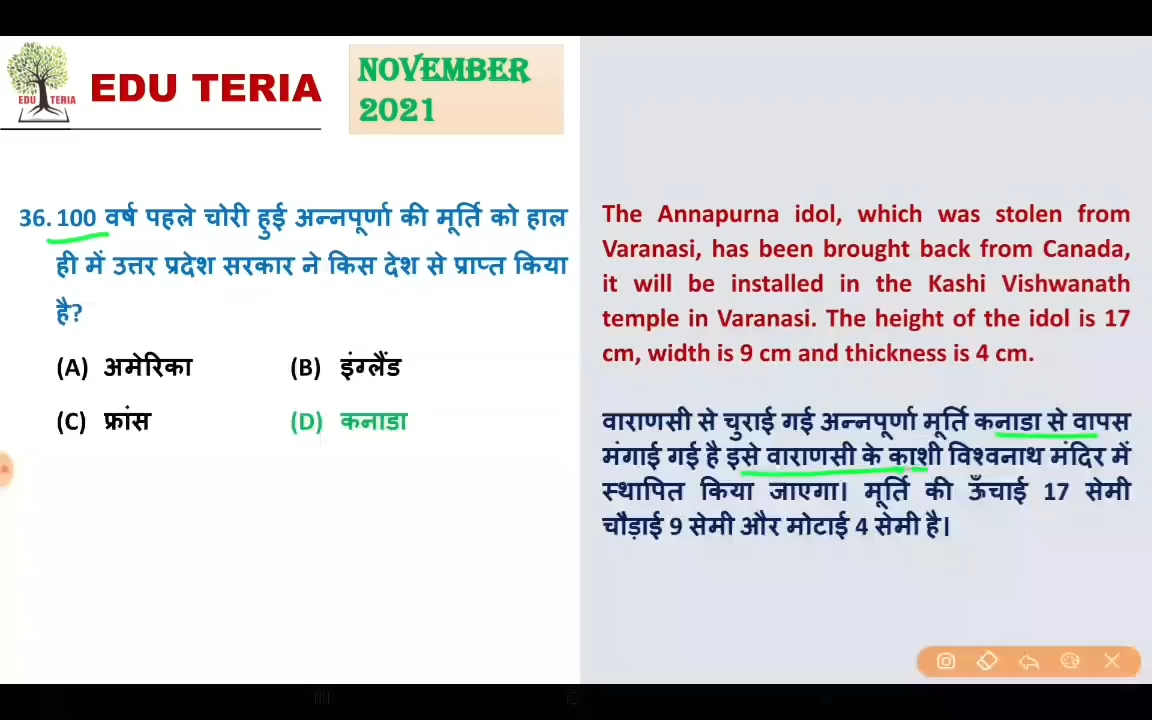 EDU TERIA
EDU TERIA
NOVEMBER
2021
36. 100 वर्ष पहले चोरी हुई अन्नपूर्णा की मूर्ति को हाल
ही में उत्तर प्रदेश सरकार ने किस देश से प्राप्त किया
है?
(A) अमेरिका (B) इंग्लैंड
(C) फ्रांस (D) कनाडा
The Annapurna idol, which was stolen from
Varanasi, has been brought back from Canada,
it will be installed in the Kashi Vishwanath
temple in Varanasi. The height of the idol is 17
cm, width is 9 cm and thickness is 4 cm.
वाराणसी से चुराई गई अन्नपूर्णा मूर्ति कनाडा से वापस
मंगाई गई है इसे वाराणसी के काशी विश्वनाथ मंदिर में
स्थापित किया जाएगा। मूर्ति की ऊँचाई 17 सेमी
चौड़ाई 9 सेमी और मोटाई 4 सेमी है।